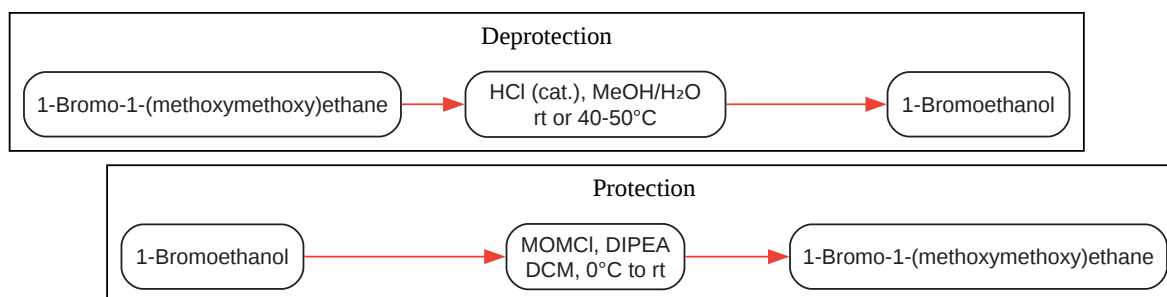 Deprotection
1-Bromo-1-(methoxymethoxy)ethane
HCl (cat.), MeOH/H₂O
rt or 40-50°C
1-Bromoethanol
Protection
1-Bromoethanol
MOMCl, DIPEA
DCM, 0°C to rt
1-Bromo-1-(methoxymethoxy)ethane